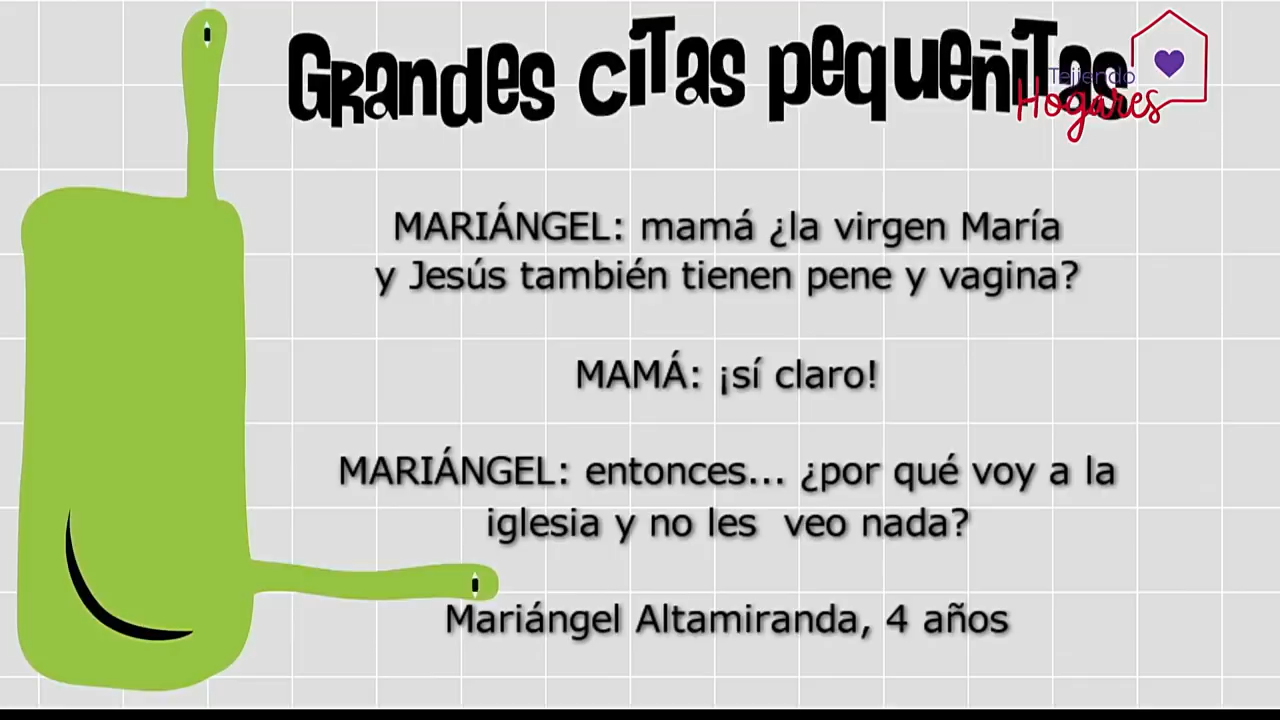 Grandes citas pequeñitas
Tejiendo
Hogares
MARIÁNGEL: mamá ¿la virgen María
y Jesús también tienen pene y vagina?
MAMÁ: ¡sí claro!
MARIÁNGEL: entonces... ¿por qué voy a la
iglesia y no les veo nada?
Mariángel Altamiranda, 4 años